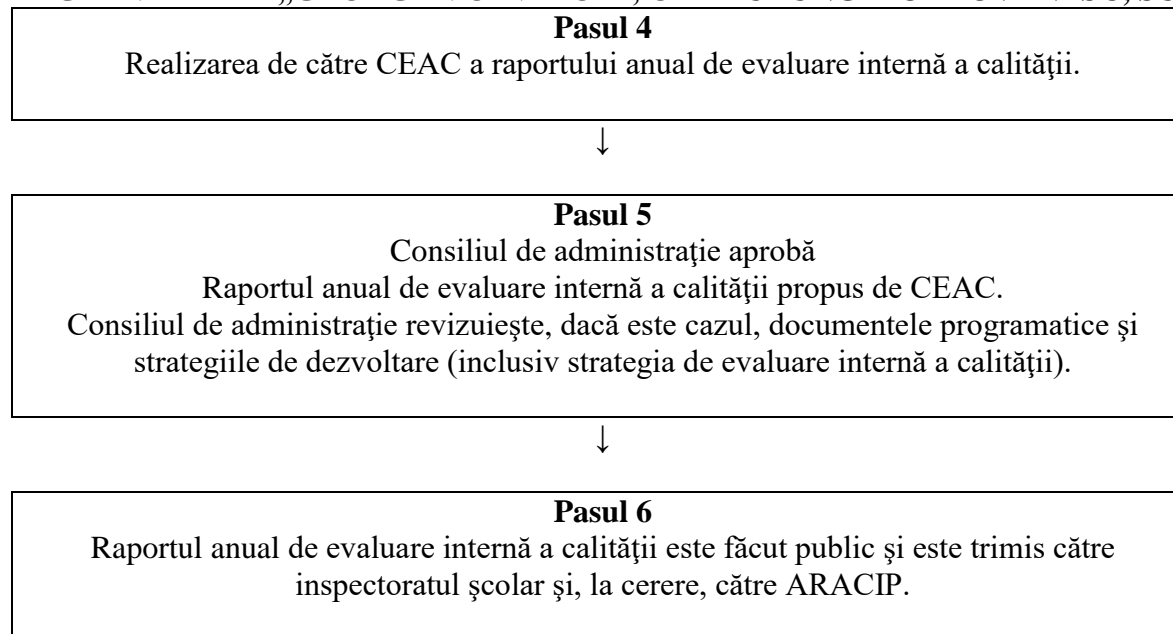 Pasul 4
Realizarea de către CEAC a raportului anual de evaluare internă a calităţii.
↓
Pasul 5
Consiliul de administraţie aprobă
Raportul anual de evaluare internă a calităţii propus de CEAC.
Consiliul de administraţie revizuieşte, dacă este cazul, documentele programatice şi
strategiile de dezvoltare (inclusiv strategia de evaluare internă a calităţii).
↓
Pasul 6
Raportul anual de evaluare internă a calităţii este făcut public şi este trimis către
inspectoratul şcolar şi, la cerere, către ARACIP.